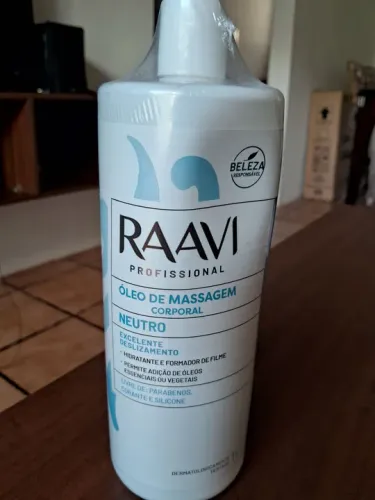 BELEZA
RESPONSÁVEL
RAAVI
PROFISSIONAL
ÓLEO DE MASSAGEM
CORPORAL
NEUTRO
EXCELENTE
DESLIZAMENTO
- HIDRATANTE E FORMADOR DE FILME
- PERMITE ADIÇÃO DE ÓLEOS
ESSENCIAIS OU VEGETAIS
LIVRE DE: PARABENOS,
CORANTE E SILICONE
DERMATOLOGICAMENTE